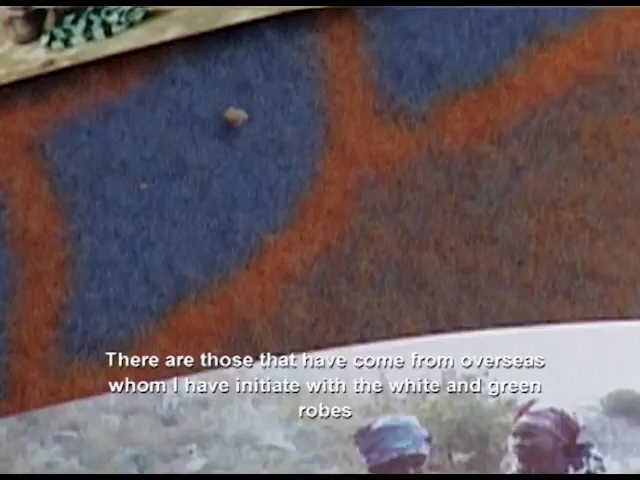 There are those that have come from overseas
whom I have initiate with the white and green
robes